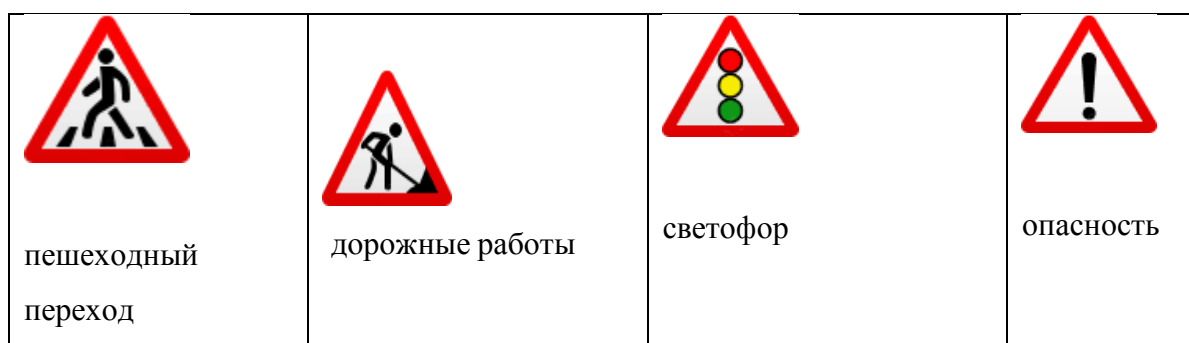 пешеходный
переход
дорожные работы
светофор
опасность